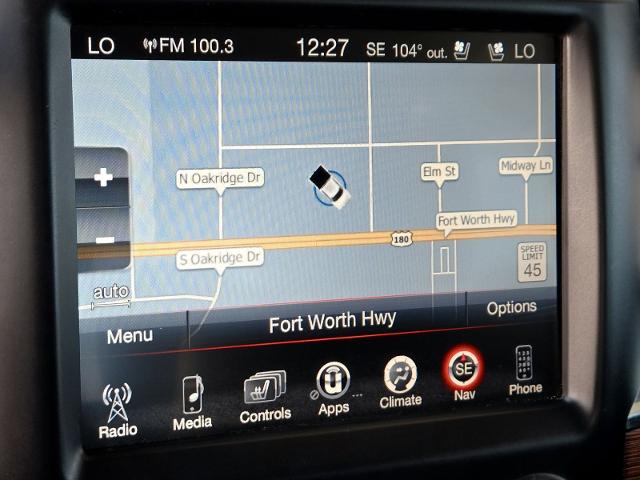 LO FM 100.3 12:27 SE 104° out. LO
N Oakridge Dr
Elm St
Midway Ln
Fort Worth Hwy
180
S Oakridge Dr
SPEED
LIMIT
45
+
-
auto
Menu
Fort Worth Hwy
Options
Radio
Media
Controls
Apps
Climate
SE
Nav
Phone